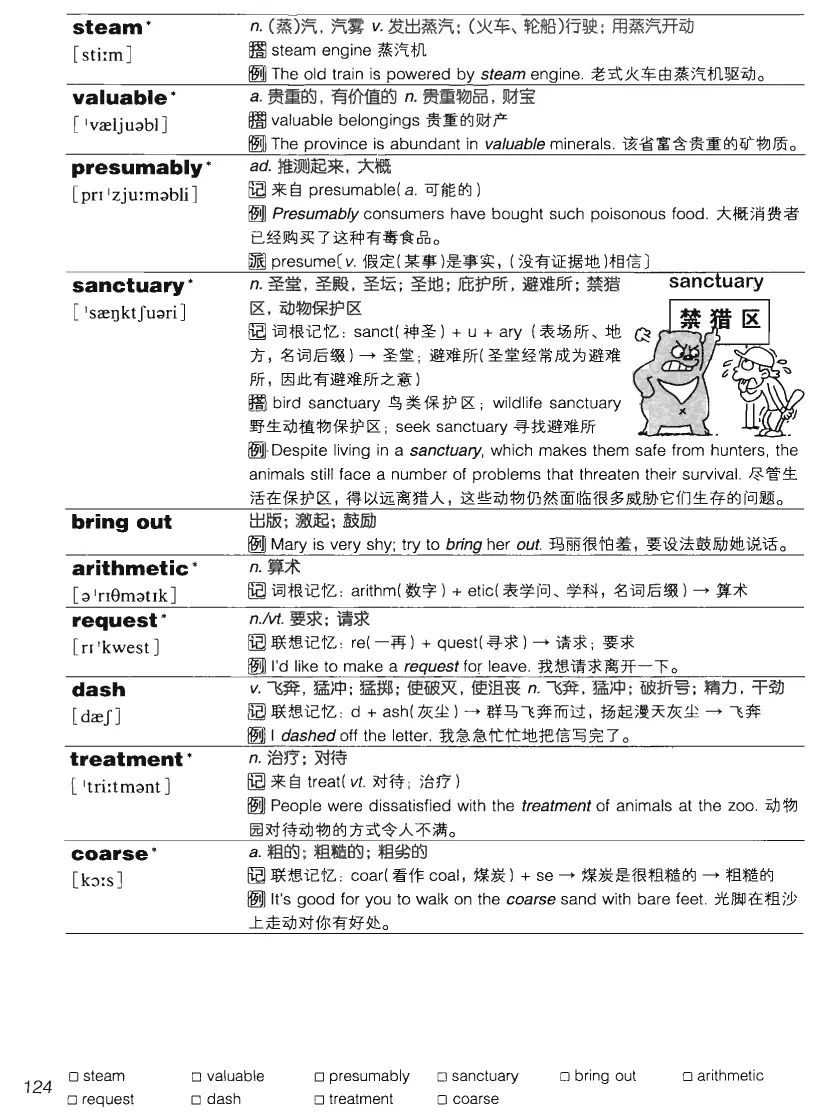 steam*
[stiːm]
n. (蒸)汽, 汽雾 v. 发出蒸汽; (火车、轮船)行驶; 用蒸汽开动
搭 steam engine 蒸汽机
例 The old train is powered by steam engine. 老式火车由蒸汽机驱动。
valuable*
[ˈvæljuəbl]
a. 贵重的, 有价值的 n. 贵重物品, 财宝
搭 valuable belongings 贵重的财产
例 The province is abundant in valuable minerals. 该省富含贵重的矿物质。
presumably*
[prɪˈzjuːməbli]
ad. 推测起来, 大概
记 来自 presumable(a. 可能的)
例 Presumably consumers have bought such poisonous food. 大概消费者
已经购买了这种有毒食品。
派 presume[v. 假定(某事)是事实, (没有证据地)相信]
sanctuary*
[ˈsæŋktʃuəri]
n. 圣堂, 圣殿, 圣坛; 圣地; 庇护所, 避难所; 禁猎
区, 动物保护区
记 词根记忆: sanct(神圣) + u + ary (表场所、地
方, 名词后缀) → 圣堂; 避难所(圣堂经常成为避难
所, 因此有避难所之意)
搭 bird sanctuary 鸟类保护区; wildlife sanctuary
野生动植物保护区; seek sanctuary 寻找避难所
例 Despite living in a sanctuary, which makes them safe from hunters, the
animals still face a number of problems that threaten their survival. 尽管生
活在保护区, 得以远离猎人, 这些动物仍然面临很多威胁它们生存的问题。
sanctuary
禁猎区
bring out
出版; 激起; 鼓励
例 Mary is very shy; try to bring her out. 玛丽很怕羞, 要设法鼓励她说话。
arithmetic*
[əˈrɪθmətɪk]
n. 算术
记 词根记忆: arithm(数字) + etic(表学问、学科, 名词后缀) → 算术
request*
[rɪˈkwest]
n./vt. 要求; 请求
记 联想记忆: re(一再) + quest(寻求) → 请求; 要求
例 I'd like to make a request for leave. 我想请求离开一下。
dash
[dæʃ]
v. 飞奔, 猛冲; 猛掷; 使破灭, 使沮丧 n. 飞奔, 猛冲; 破折号; 精力, 干劲
记 联想记忆: d + ash(灰尘) → 群马飞奔而过, 扬起漫天灰尘 → 飞奔
例 I dashed off the letter. 我急急忙忙地把信写完了。
treatment*
[ˈtriːtmənt]
n. 治疗; 对待
记 来自 treat(vt. 对待; 治疗)
例 People were dissatisfied with the treatment of animals at the zoo. 动物
园对待动物的方式令人不满。
coarse*
[kɔːs]
a. 粗的; 粗糙的; 粗劣的
记 联想记忆: coar(看作 coal, 煤炭) + se → 煤炭是很粗糙的 → 粗糙的
例 It's good for you to walk on the coarse sand with bare feet. 光脚在粗沙
上走动对你有好处。
□ steam □ valuable □ presumably □ sanctuary □ bring out □ arithmetic
124
□ request □ dash □ treatment □ coarse